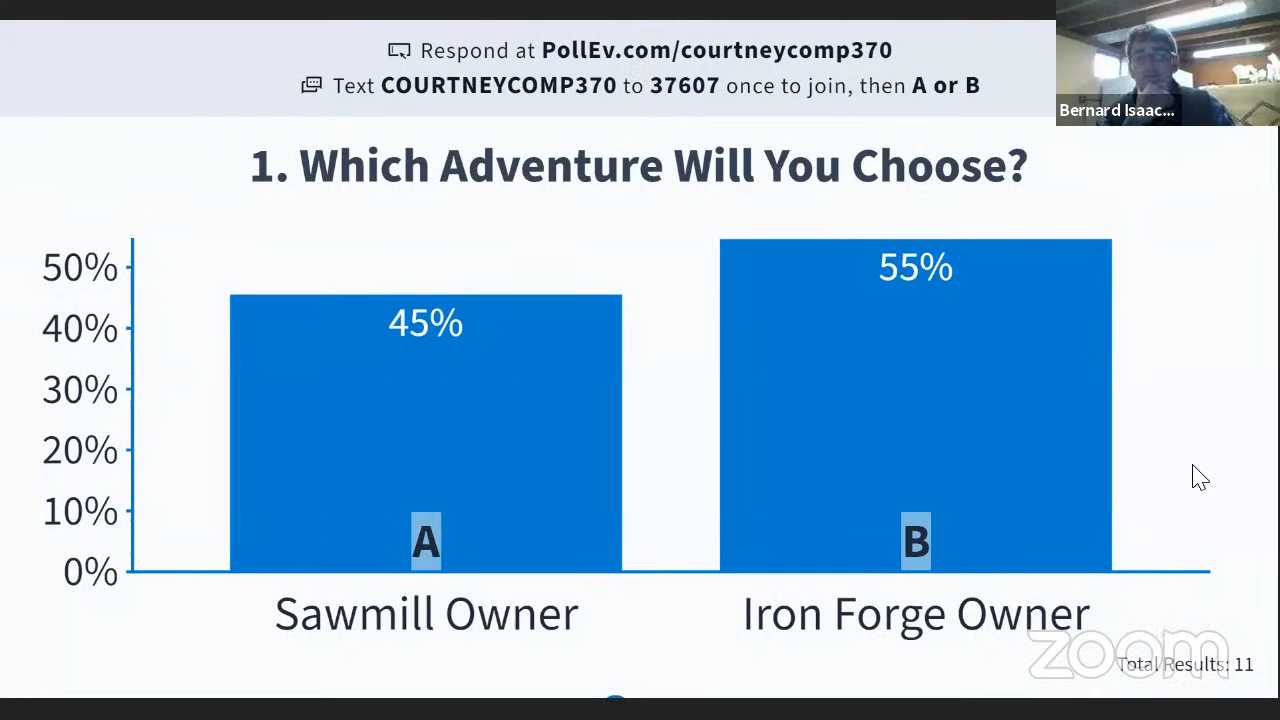 Respond at PollEv.com/courtneycomp370
Text COURTNEYCOMP370 to 37607 once to join, then A or B
Bernard Isaac...
1. Which Adventure Will You Choose?
50%
40%
30%
20%
10%
0%
45%
55%
A
B
Sawmill Owner
Iron Forge Owner
zoom
Total Results: 11